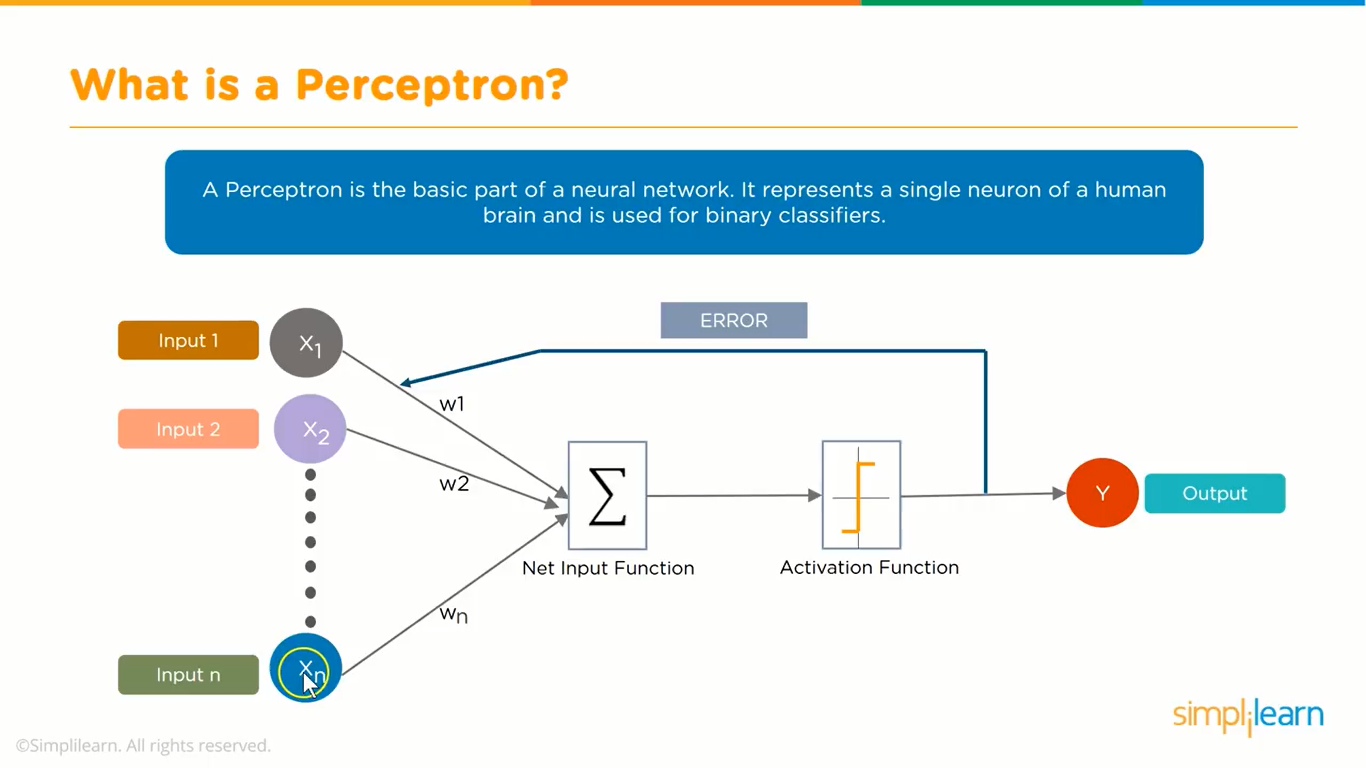 What is a Perceptron?
A Perceptron is the basic part of a neural network. It represents a single neuron of a human
brain and is used for binary classifiers.
ERROR
Input 1
X1
w1
Input 2
X2
w2
Σ
Y
Output
Net Input Function
Activation Function
wn
Input n
Xn
simplilearn
©Simplilearn. All rights reserved.